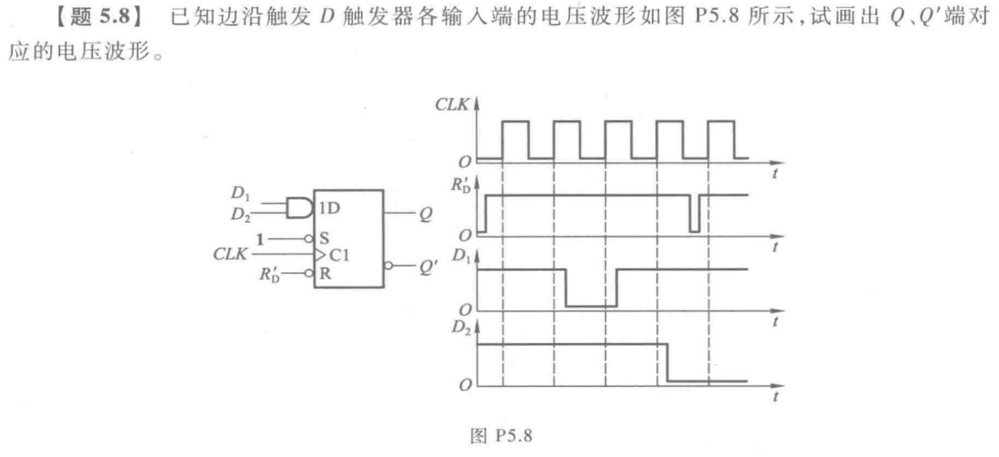 【题 5.8】 已知边沿触发 D 触发器各输入端的电压波形如图 P5.8 所示,试画出 Q、Q′端对
应的电压波形。
CLK
O
t
R′D
O
t
D1
O
t
D2
O
t
D1
D2
1D
Q
1
S
CLK
C1
Q′
R′D
R
图 P5.8